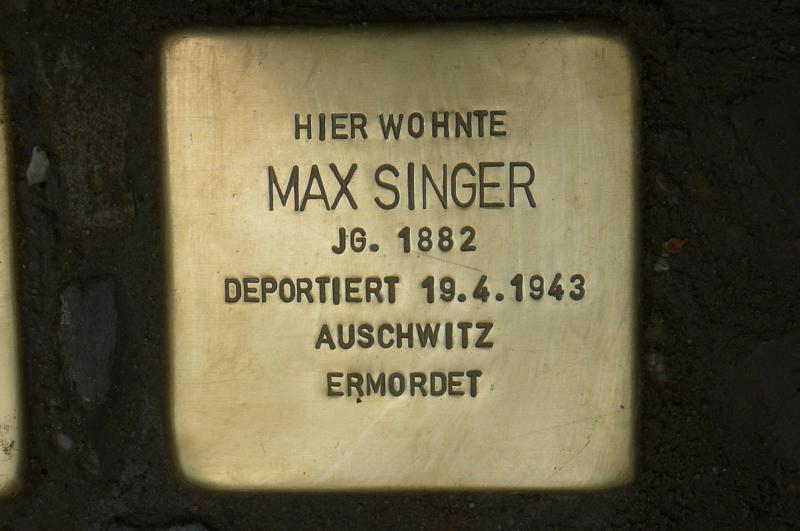 HIER WOHNTE
MAX SINGER
JG. 1882
DEPORTIERT 19.4.1943
AUSCHWITZ
ERMORDET